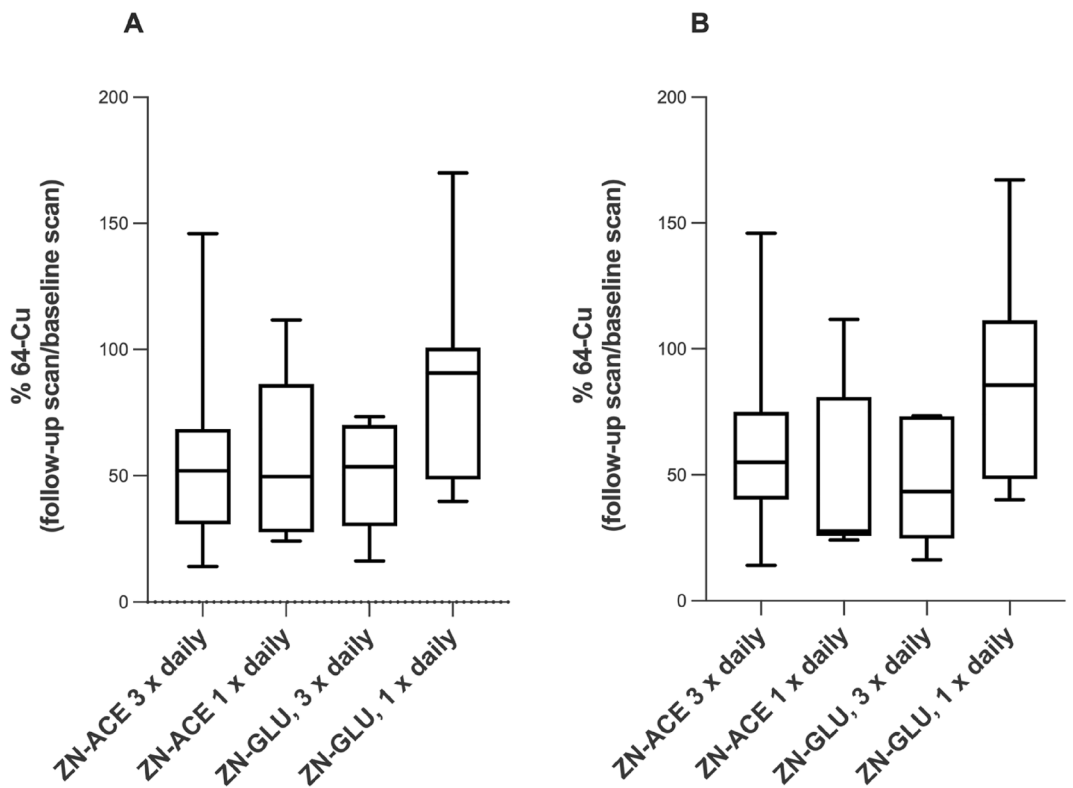 A
% 64-Cu
(follow-up scan/baseline scan)
200
150
100
50
0
ZN-ACE 3 x daily
ZN-ACE 1 x daily
ZN-GLU, 3 x daily
ZN-GLU, 1 x daily
B
% 64-Cu
(follow-up scan/baseline scan)
200
150
100
50
0
ZN-ACE 3 x daily
ZN-ACE 1 x daily
ZN-GLU, 3 x daily
ZN-GLU, 1 x daily